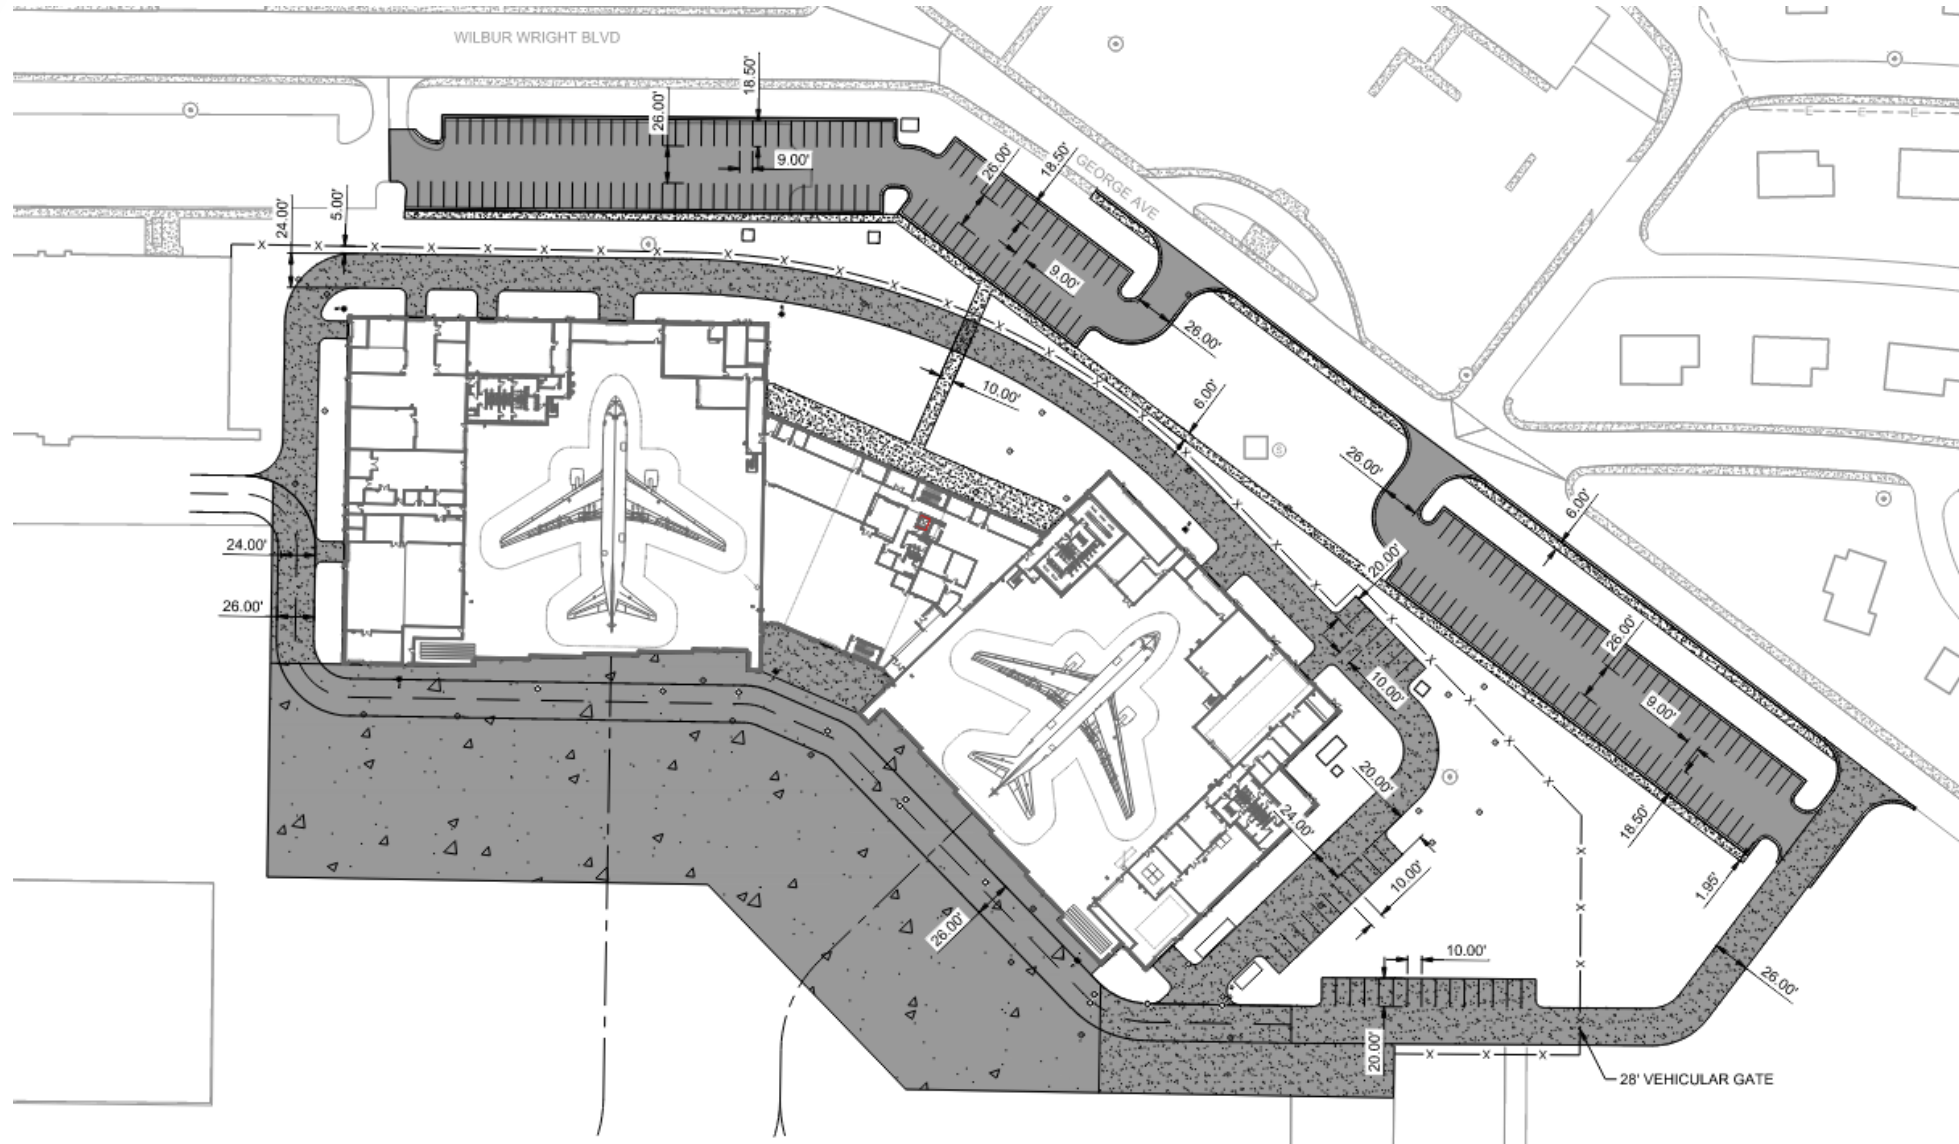 WILBUR WRIGHT BLVD
18.50'
26.00'
9.00'
26.00'
18.50'
GEORGE AVE
E
E
5.00'
24.00'
X
X
X
X
X
X
X
X
X
X
X
X
X
X
9.00'
26.00'
10.00'
6.00'
26.00'
S
6.00'
20.00'
24.00'
26.00'
26.00'
10.00'
9.00'
20.00'
24.00'
18.50'
10.00'
1.95'
26.00'
10.00'
26.00'
20.00'
X
X
X
28' VEHICULAR GATE